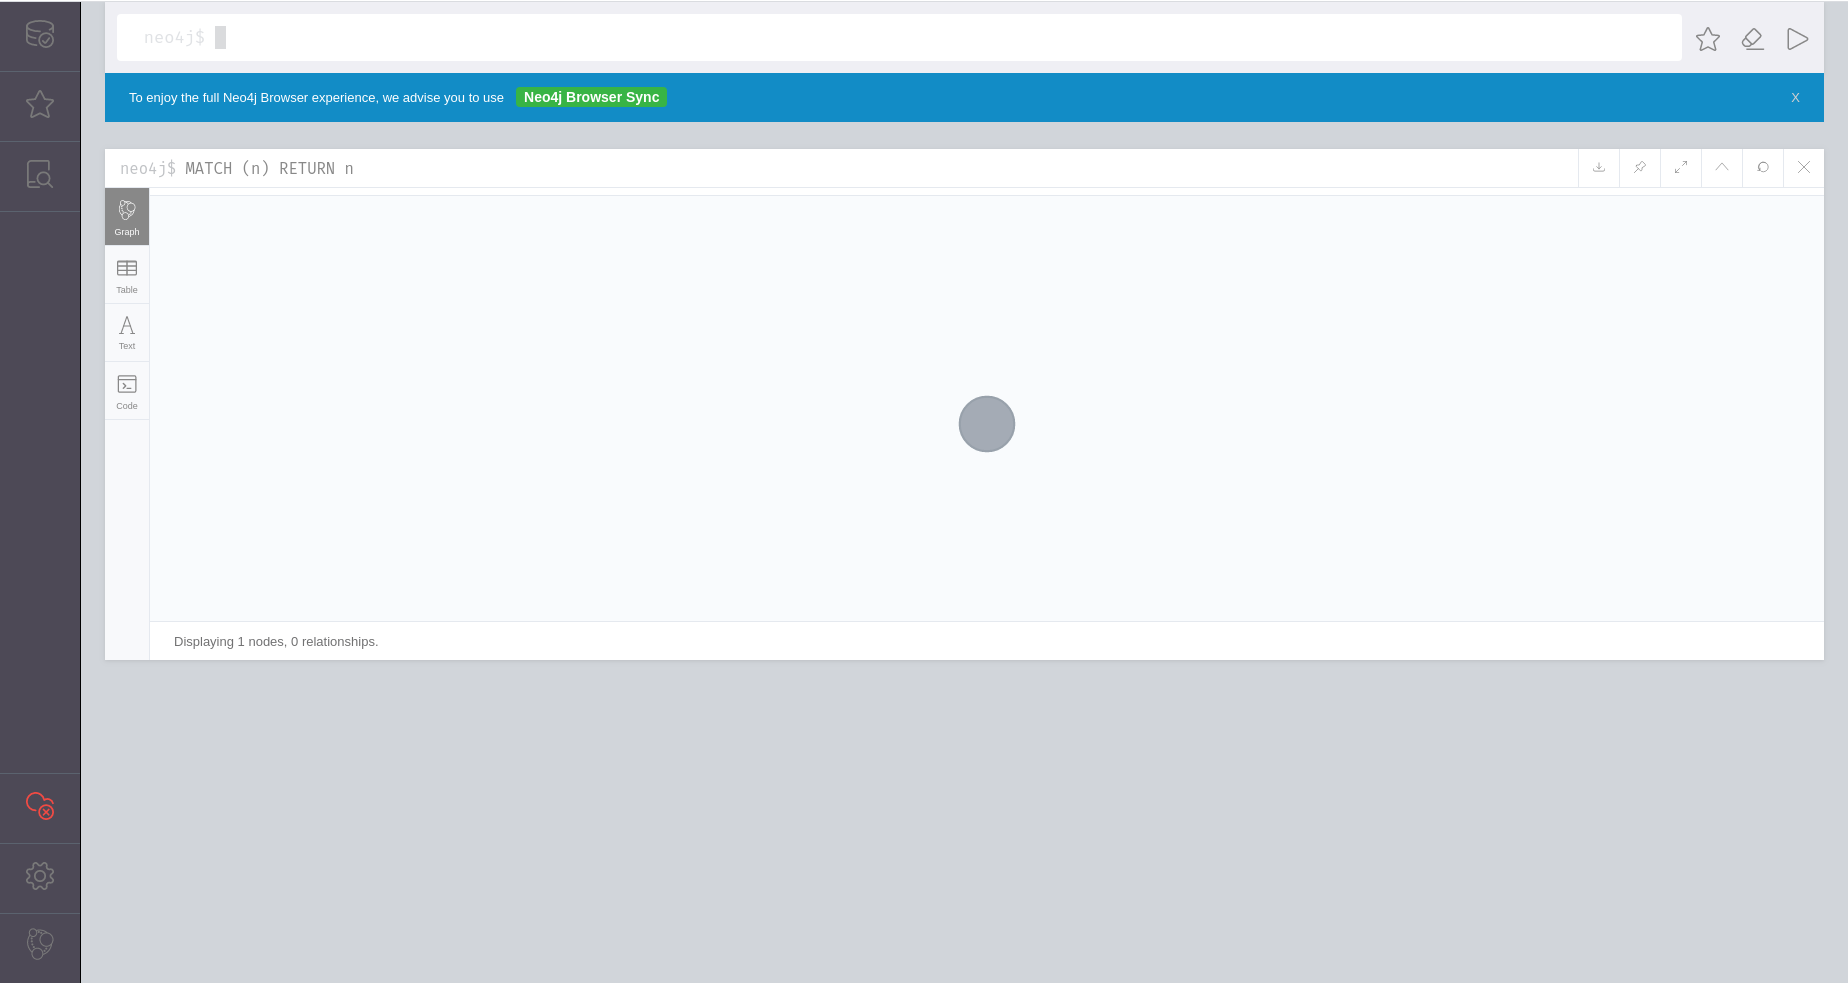 neo4j$
To enjoy the full Neo4j Browser experience, we advise you to use Neo4j Browser Sync X
neo4j$ MATCH (n) RETURN n
Graph
Table
Text
Code
Displaying 1 nodes, 0 relationships.